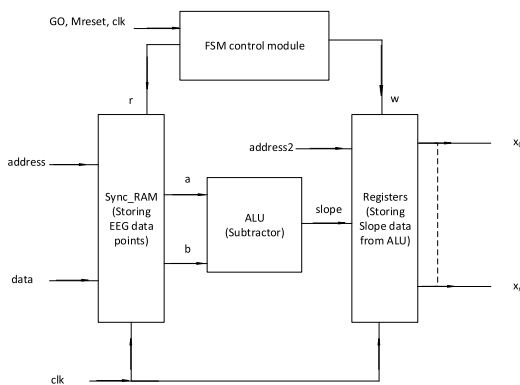 GO, Mreset, clk
FSM control module
r
w
address
address2
Sync_RAM
(Storing
EEG data
points)
a
b
ALU
(Subtractor)
slope
Registers
(Storing
Slope data
from ALU)
data
clk